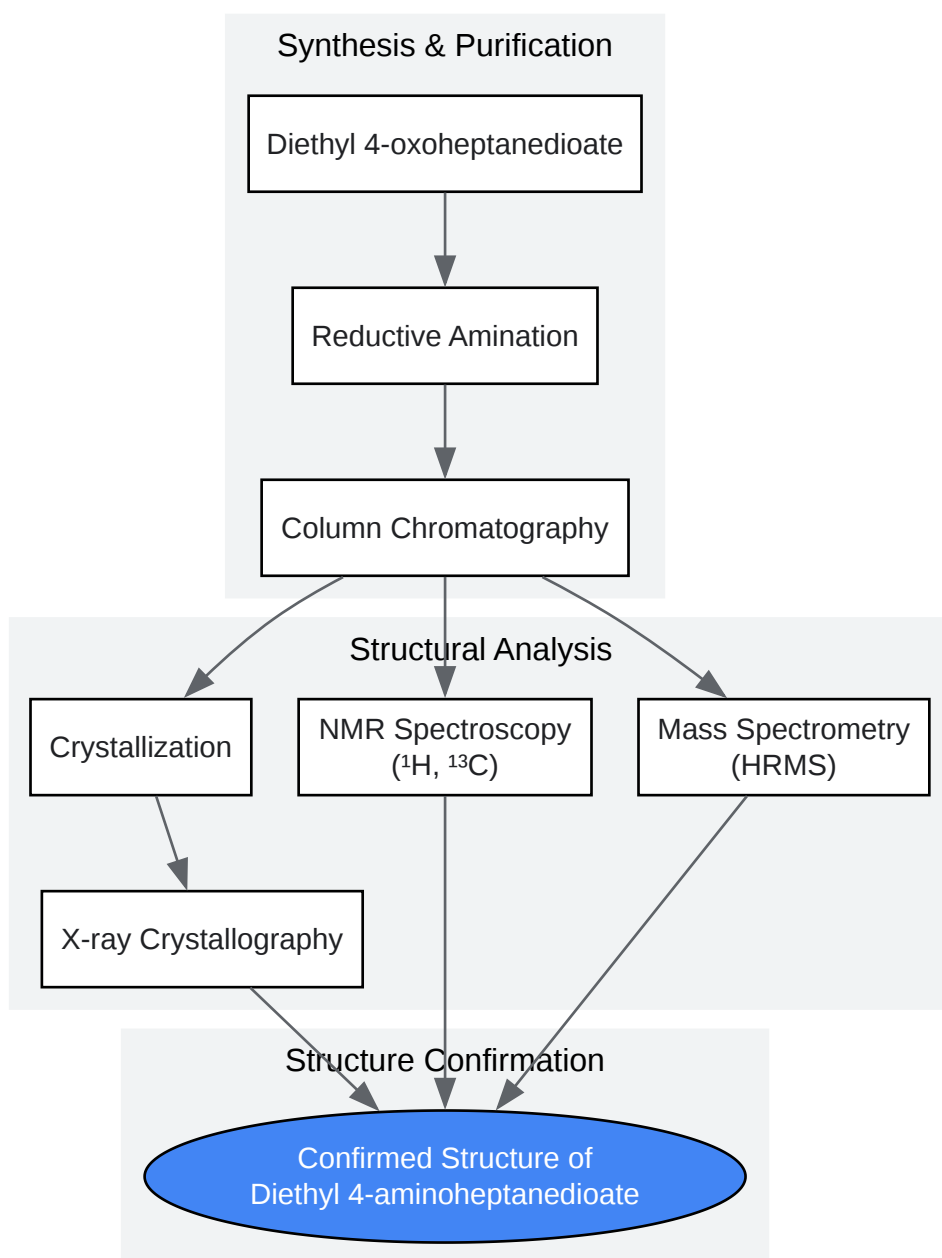 Synthesis & Purification
Diethyl 4-oxoheptanedioate
Reductive Amination
Column Chromatography
Structural Analysis
Crystallization
NMR Spectroscopy
(¹H, ¹³C)
Mass Spectrometry
(HRMS)
X-ray Crystallography
Structure Confirmation
Confirmed Structure of
Diethyl 4-aminoheptanedioate